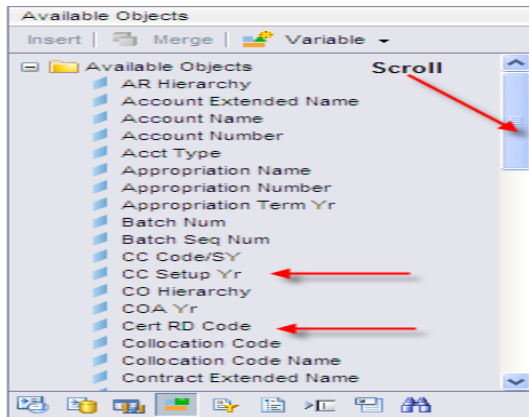 Available Objects
Insert | Merge | Variable
Available Objects
Scroll
AR Hierarchy
Account Extended Name
Account Name
Account Number
Acct Type
Appropriation Name
Appropriation Number
Appropriation Term Yr
Batch Num
Batch Seq Num
CC Code/SY
CC Setup Yr
CO Hierarchy
COA Yr
Cert RD Code
Collocation Code
Collocation Code Name
Contract Extended Name